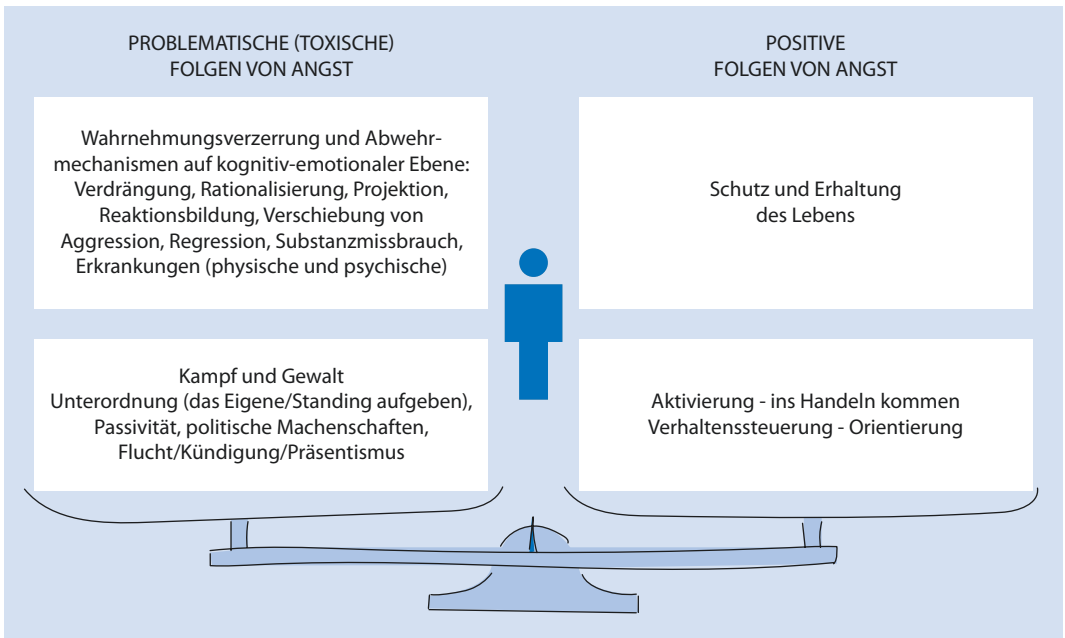 PROBLEMATISCHE (TOXISCHE)
FOLGEN VON ANGST
Wahrnehmungsverzerrung und Abwehr-
mechanismen auf kognitiv-emotionaler Ebene:
Verdrängung, Rationalisierung, Projektion,
Reaktionsbildung, Verschiebung von
Aggression, Regression, Substanzmissbrauch,
Erkrankungen (physische und psychische)
Kampf und Gewalt
Unterordnung (das Eigene/Standing aufgeben),
Passivität, politische Machenschaften,
Flucht/Kündigung/Präsentismus
POSITIVE
FOLGEN VON ANGST
Schutz und Erhaltung
des Lebens
Aktivierung - ins Handeln kommen
Verhaltenssteuerung - Orientierung